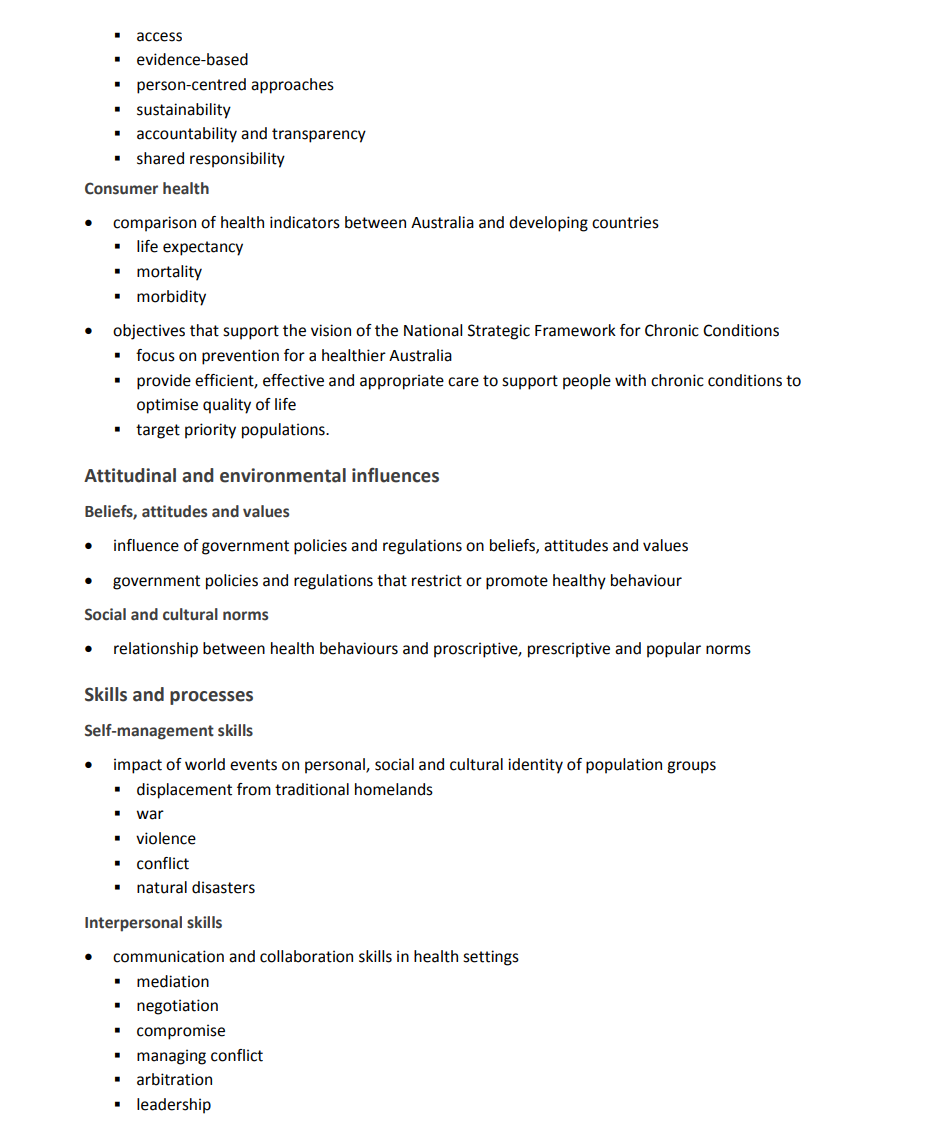 ▪ access
▪ evidence-based
▪ person-centred approaches
▪ sustainability
▪ accountability and transparency
▪ shared responsibility
Consumer health
• comparison of health indicators between Australia and developing countries
▪ life expectancy
▪ mortality
▪ morbidity
• objectives that support the vision of the National Strategic Framework for Chronic Conditions
▪ focus on prevention for a healthier Australia
▪ provide efficient, effective and appropriate care to support people with chronic conditions to
optimise quality of life
▪ target priority populations.
Attitudinal and environmental influences
Beliefs, attitudes and values
• influence of government policies and regulations on beliefs, attitudes and values
• government policies and regulations that restrict or promote healthy behaviour
Social and cultural norms
• relationship between health behaviours and proscriptive, prescriptive and popular norms
Skills and processes
Self-management skills
• impact of world events on personal, social and cultural identity of population groups
▪ displacement from traditional homelands
▪ war
▪ violence
▪ conflict
▪ natural disasters
Interpersonal skills
• communication and collaboration skills in health settings
▪ mediation
▪ negotiation
▪ compromise
▪ managing conflict
▪ arbitration
▪ leadership